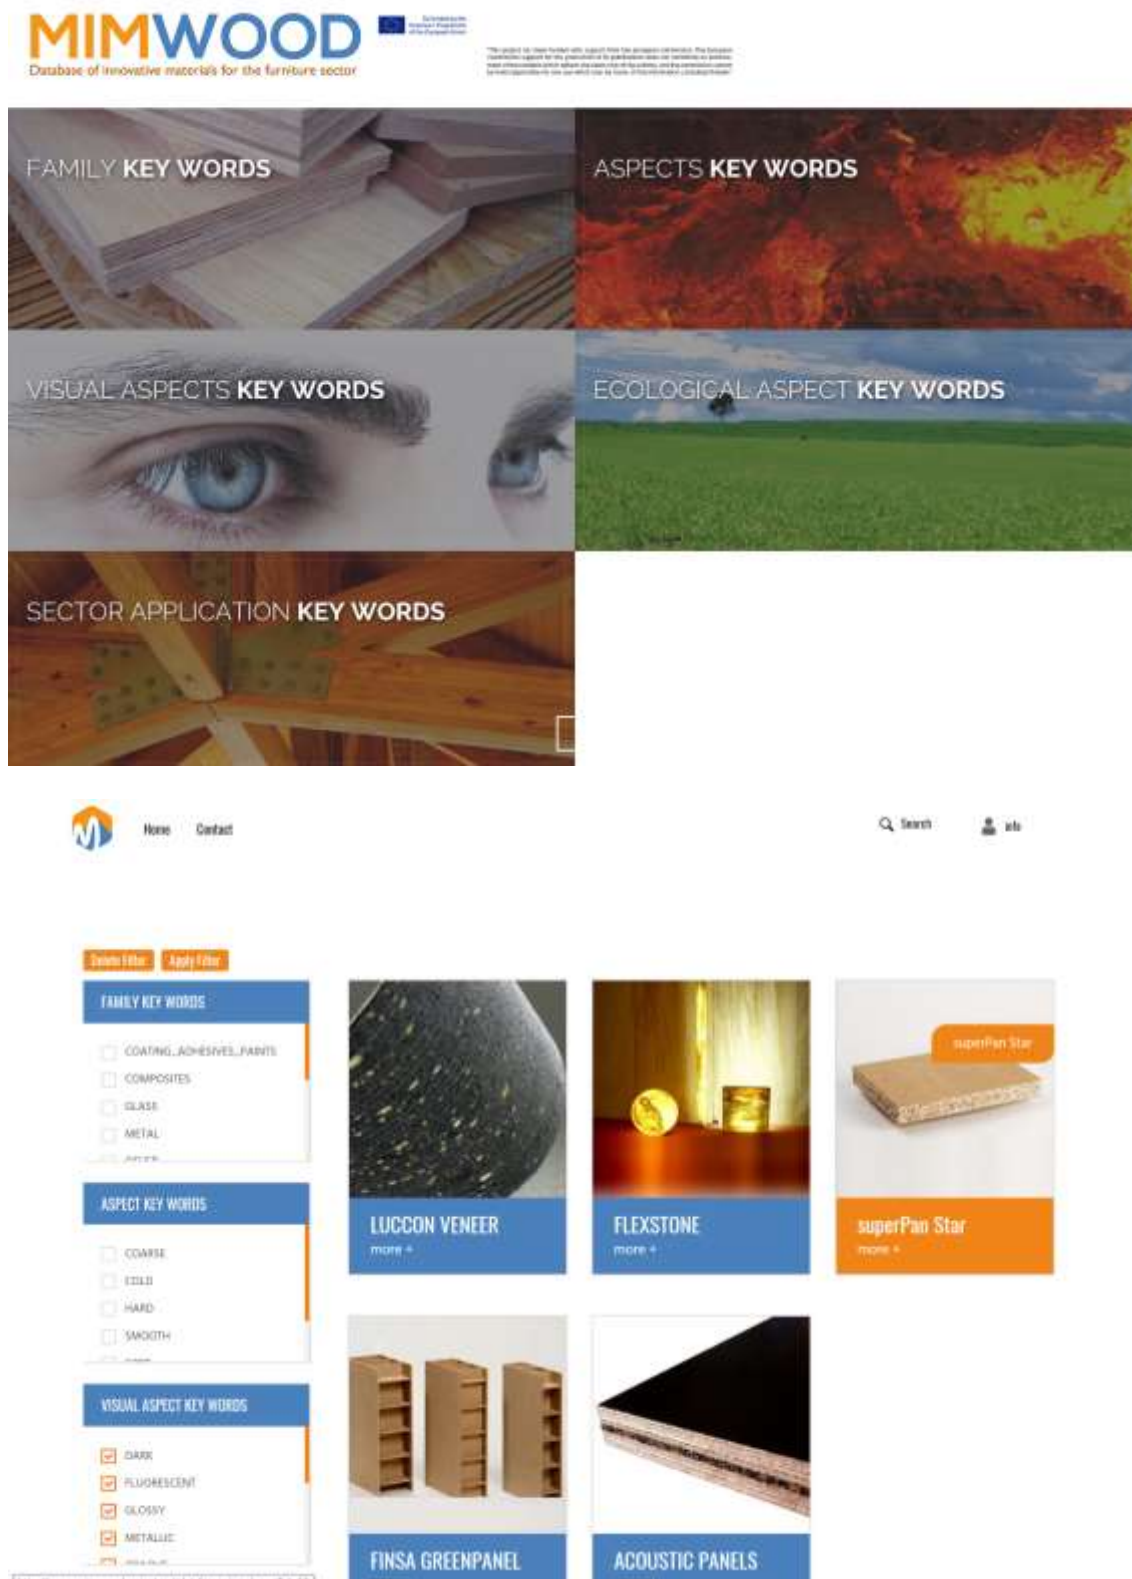 MIMWOOD
Database of innovative materials for the furniture sector
FAMILY KEY WORDS
ASPECTS KEY WORDS
VISUAL ASPECTS KEY WORDS
ECOLOGICAL ASPECT KEY WORDS
SECTOR APPLICATION KEY WORDS
Home Contact
Search info
Delete Filter Apply Filter
FAMILY KEY WORDS
COATING_ADHESIVES_PAINTS
COMPOSITES
GLASS
METAL
ASPECT KEY WORDS
COARSE
COLD
HARD
SMOOTH
VISUAL ASPECT KEY WORDS
DARK
FLUORESCENT
GLOSSY
METALLIC
LUCCON VENEER
more +
FLEXSTONE
more +
superPan Star
superPan Star
more +
FINSA GREENPANEL
ACOUSTIC PANELS